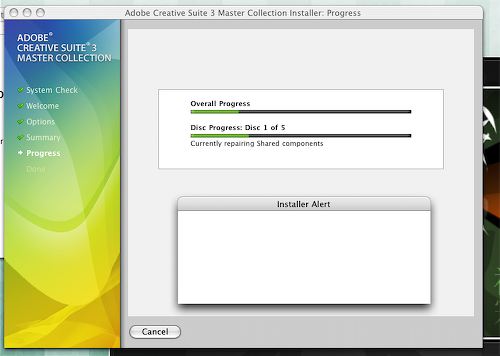 Adobe Creative Suite 3 Master Collection Installer: Progress
ADOBE®
CREATIVE SUITE® 3
MASTER COLLECTION
System Check
Welcome
Options
Summary
Progress
Done
Overall Progress
Disc Progress: Disc 1 of 5
Currently repairing Shared components
Installer Alert
Cancel